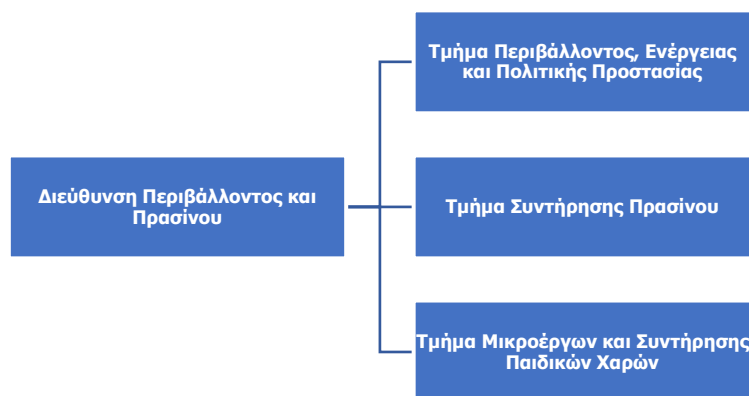 Τμήμα Περιβάλλοντος, Ενέργειας
και Πολιτικής Προστασίας
Διεύθυνση Περιβάλλοντος και
Πρασίνου
Τμήμα Συντήρησης Πρασίνου
Τμήμα Μικροέργων και Συντήρησης
Παιδικών Χαρών